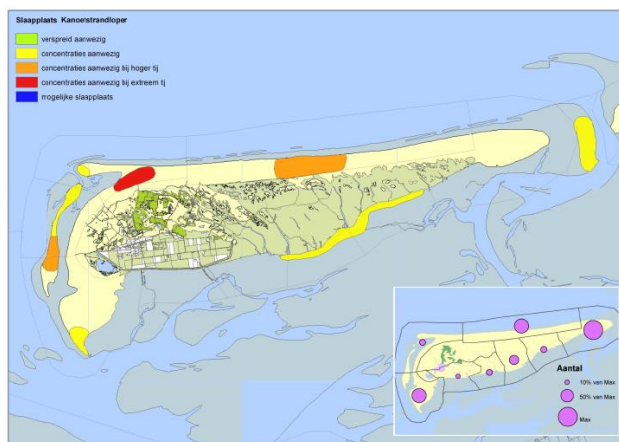 Slaapplaats Kanoetstrandloper
verspreid aanwezig
concentraties aanwezig
concentraties aanwezig bij hoger tij
concentraties aanwezig bij extreem tij
mogelijke slaapplaats
Aantal
10% van Max
50% van Max
Max